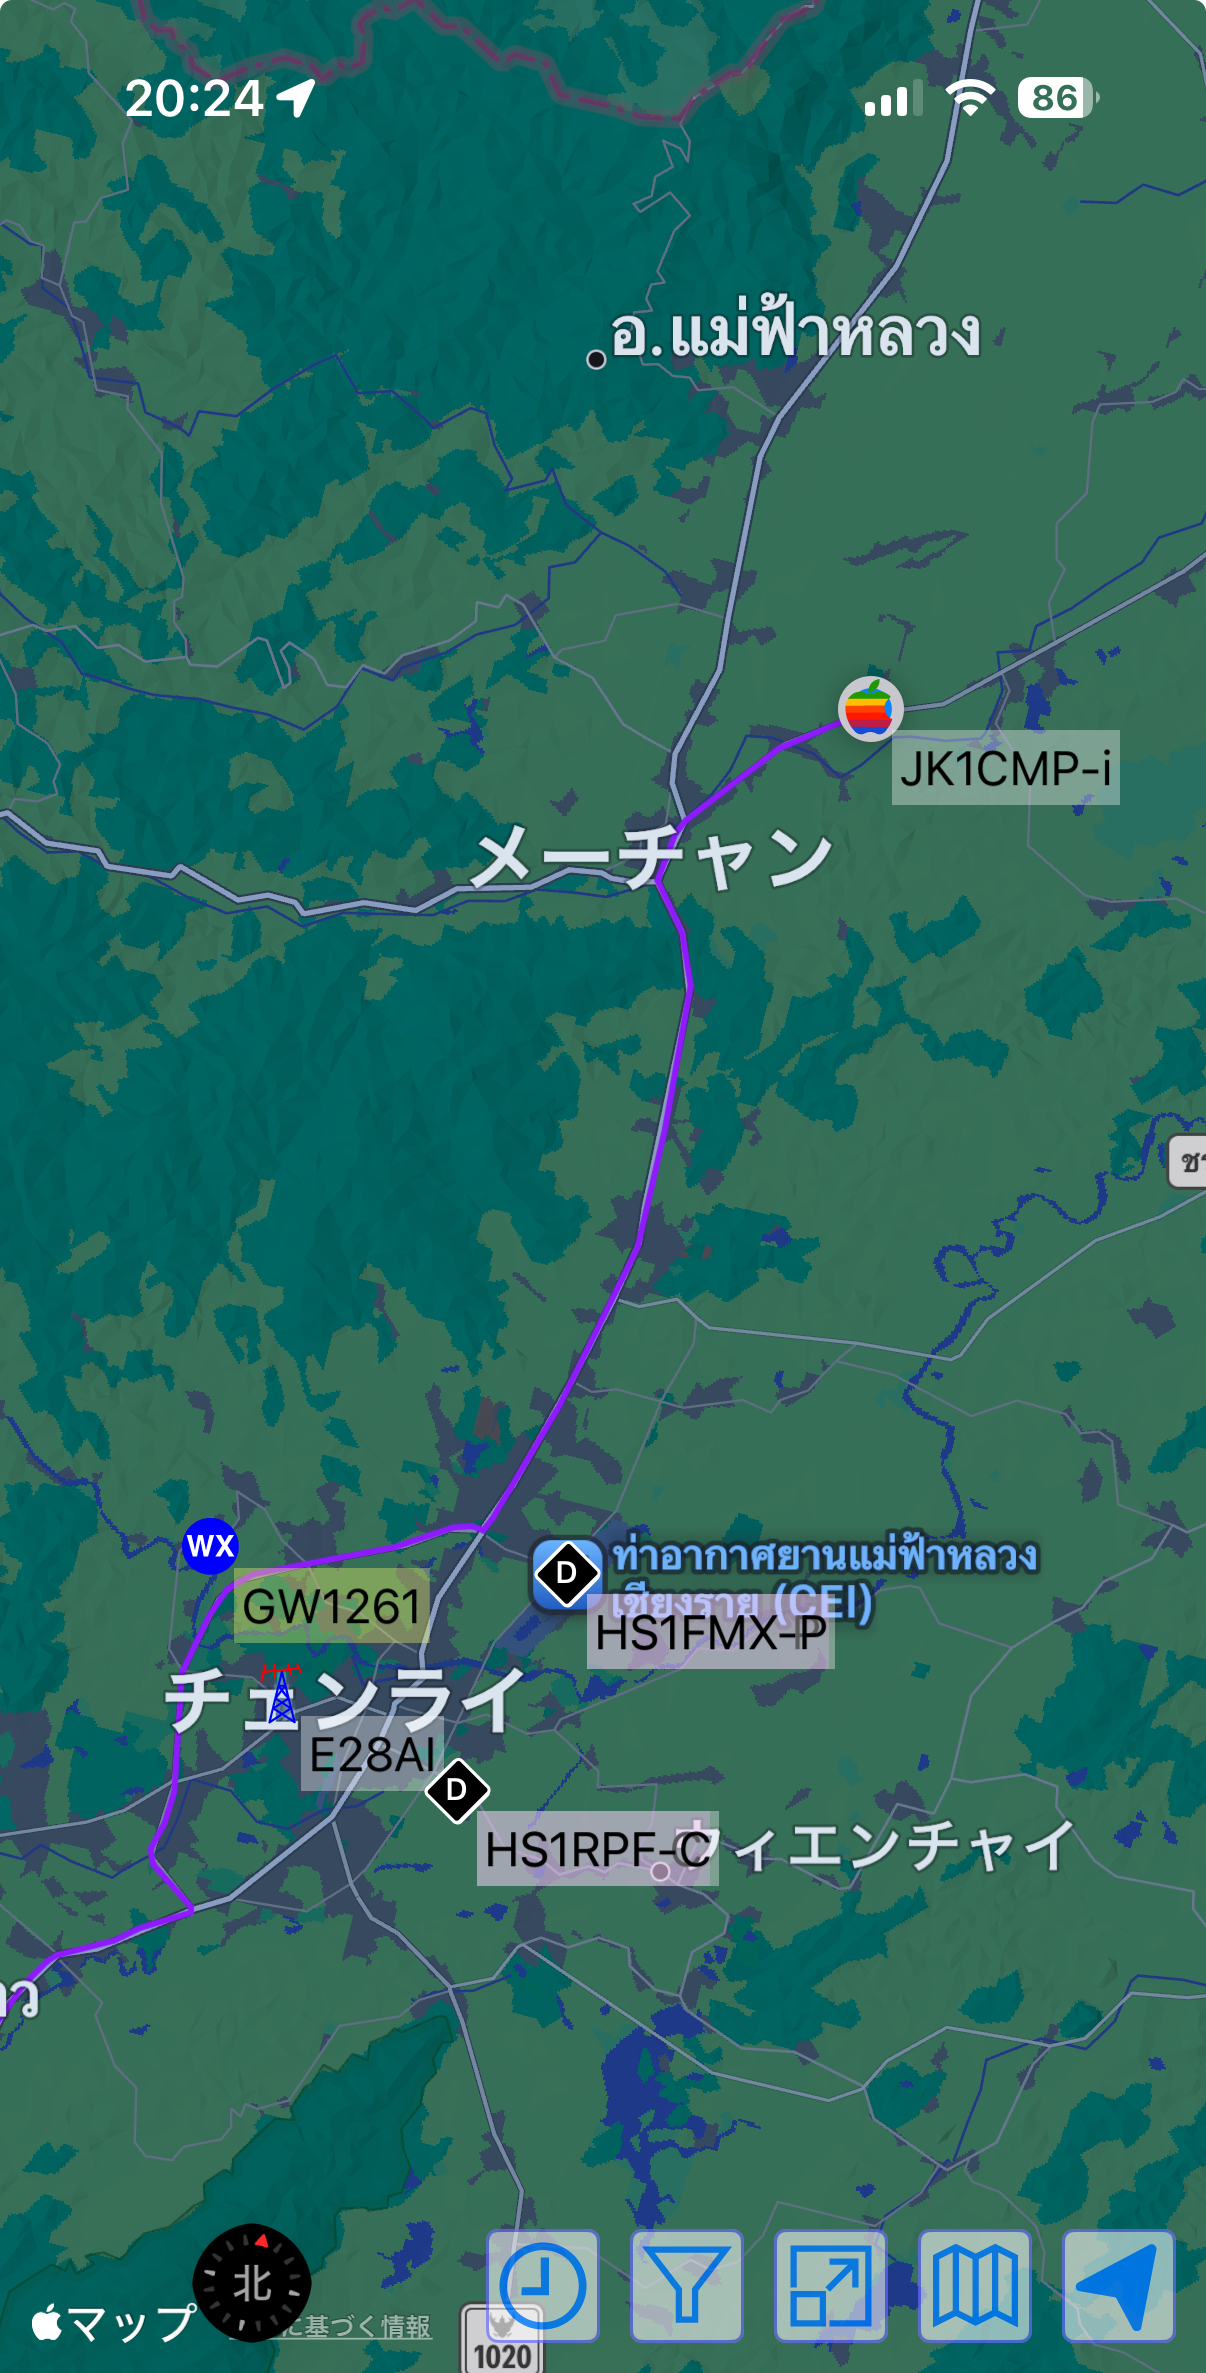 20:24
86
อ.แม่ฟ้าหลวง
JK1CMP-i
メーチャン
WX
GW1261
D
ท่าอากาศยานแม่ฟ้าหลวง
เชียงราย (CEI)
HS1FMX-P
チェンライ
E28AI
D
HS1RPF-C
ウィエンチャイ
マップ
北
に基づく情報
1020